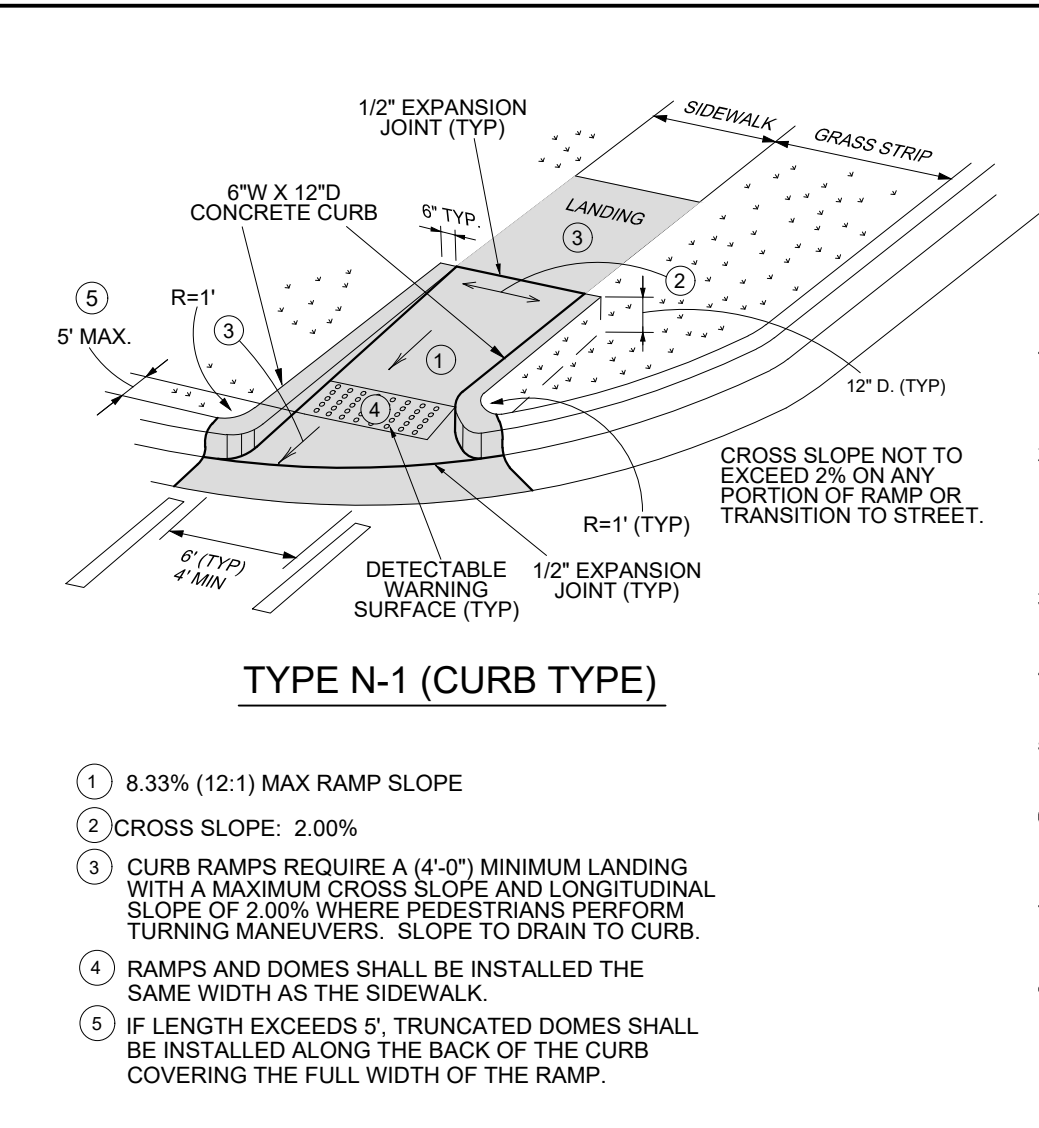 1/2" EXPANSION
JOINT (TYP)
SIDEWALK
GRASS STRIP
6"W X 12"D
CONCRETE CURB
6" TYP.
LANDING
3
2
5
R=1'
5' MAX.
3
1
12" D. (TYP)
4
CROSS SLOPE NOT TO
EXCEED 2% ON ANY
PORTION OF RAMP OR
TRANSITION TO STREET.
R=1' (TYP)
6' (TYP)
4' MIN
DETECTABLE
WARNING
SURFACE (TYP)
1/2" EXPANSION
JOINT (TYP)
TYPE N-1 (CURB TYPE)
1 8.33% (12:1) MAX RAMP SLOPE
2 CROSS SLOPE: 2.00%
3 CURB RAMPS REQUIRE A (4'-0") MINIMUM LANDING
WITH A MAXIMUM CROSS SLOPE AND LONGITUDINAL
SLOPE OF 2.00% WHERE PEDESTRIANS PERFORM
TURNING MANEUVERS. SLOPE TO DRAIN TO CURB.
4 RAMPS AND DOMES SHALL BE INSTALLED THE
SAME WIDTH AS THE SIDEWALK.
5 IF LENGTH EXCEEDS 5', TRUNCATED DOMES SHALL
BE INSTALLED ALONG THE BACK OF THE CURB
COVERING THE FULL WIDTH OF THE RAMP.